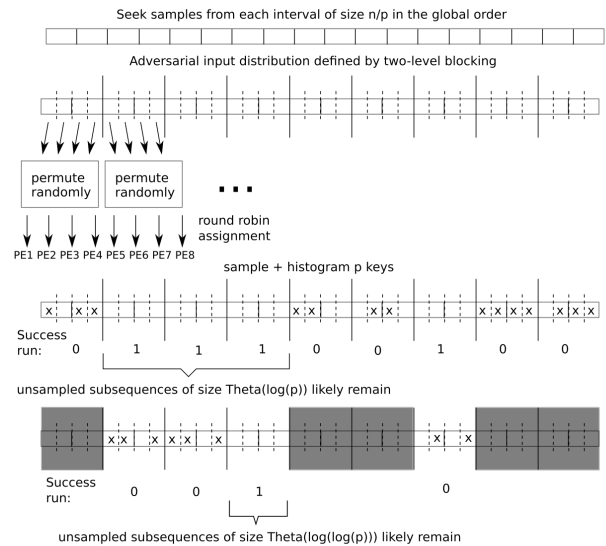 Seek samples from each interval of size n/p in the global order
Adversarial input distribution defined by two-level blocking
permute randomly
permute randomly
...
round robin
assignment
PE1 PE2 PE3 PE4 PE5 PE6 PE7 PE8
sample + histogram p keys
x x x x x x x x x x x x x x
Success
run: 0 1 1 1 0 0 1 0 0
unsampled subsequences of size Theta(log(p)) likely remain
x x x x x x x x
Success
run: 0 0 1 0
unsampled subsequences of size Theta(log(log(p))) likely remain